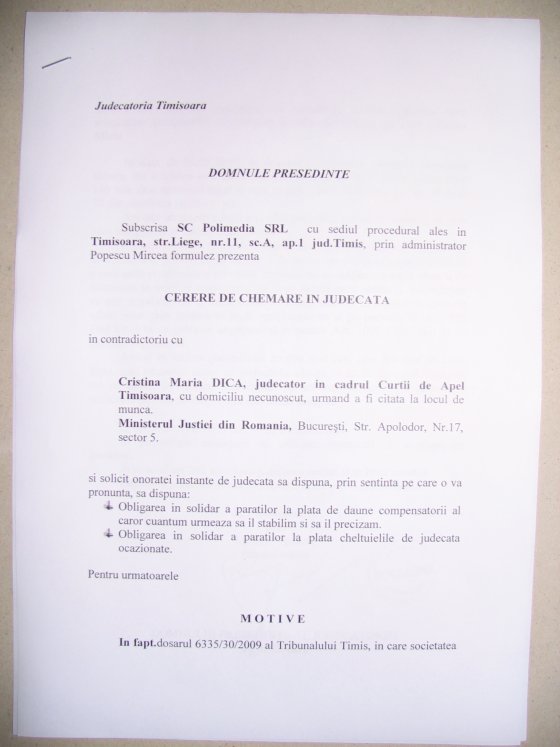 Judecatoria Timisoara
DOMNULE PRESEDINTE
Subscrisa SC Polimedia SRL cu sediul procedural ales in
Timisoara, str.Liege, nr.11, sc.A, ap.1 jud.Timis, prin administrator
Popescu Mircea formulez prezenta
CERERE DE CHEMARE IN JUDECATA
in contradictoriu cu
Cristina Maria DICA, judecator in cadrul Curtii de Apel
Timisoara, cu domiciliu necunoscut, urmand a fi citata la locul de
munca.
Ministerul Justiei din Romania, Bucureşti, Str. Apolodor, Nr.17,
sector 5.
si solicit onoratei instante de judecata sa dispuna, prin sentinta pe care o va
pronunta, sa dispuna:
Obligarea in solidar a paratilor la plata de daune compensatorii al
caror cuantum urmeaza sa il stabilim si sa il precizam.
Obligarea in solidar a paratilor la plata cheltuielile de judecata
ocazionate.
Pentru urmatoarele
M O T I V E
In fapt.dosarul 6335/30/2009 al Tribunalului Timis, in care societatea